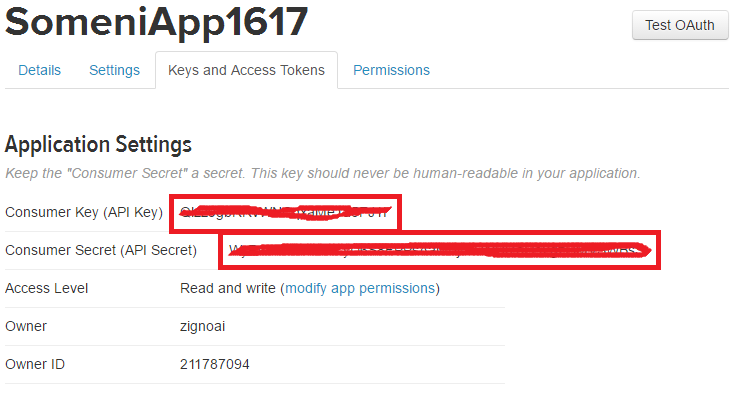 SomeniApp1617
Test OAuth
Details Settings Keys and Access Tokens Permissions
Application Settings
Keep the "Consumer Secret" a secret. This key should never be human-readable in your application.
Consumer Key (API Key)
Consumer Secret (API Secret)
Access Level Read and write (modify app permissions)
Owner zignoai
Owner ID 211787094